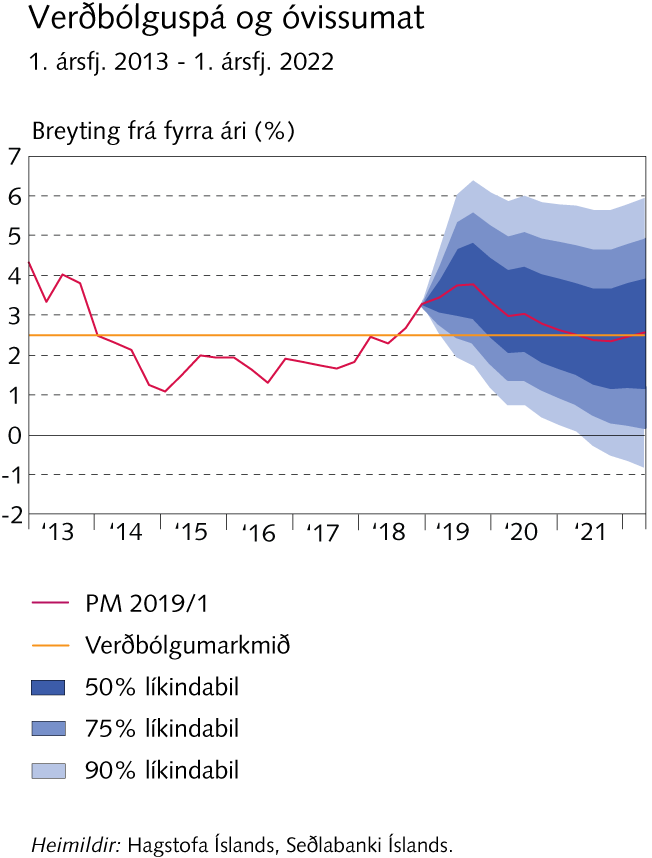 Verðbólguspá og óvissumat
1. ársfj. 2013 - 1. ársfj. 2022
Breyting frá fyrra ári (%)
7
6
5
4
3
2
1
0
-1
-2
‘13 ‘14 ‘15 ‘16 ‘17 ‘18 ‘19 ‘20 ‘21
PM 2019/1
Verðbólgumarkmið
50% líkindabil
75% líkindabil
90% líkindabil
Heimildir: Hagstofa Íslands, Seðlabanki Íslands.